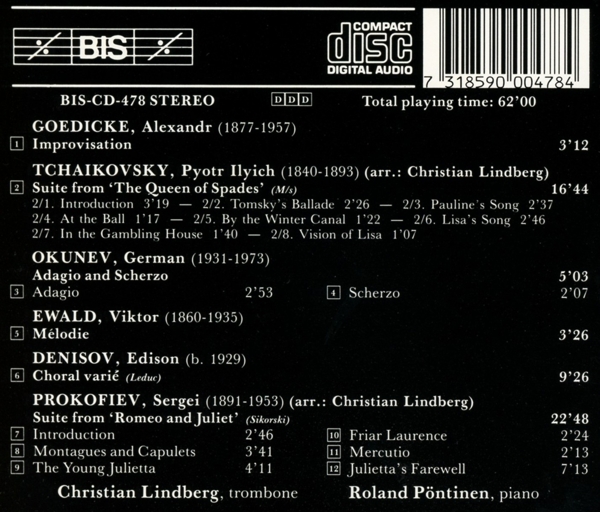 BIS
COMPACT
disc
DIGITAL AUDIO
7 318590 004784
BIS-CD-478 STEREO DDD Total playing time: 62'00
GOEDICKE, Alexandr (1877-1957)
1 Improvisation 3'12
TCHAIKOVSKY, Pyotr Ilyich (1840-1893) (arr.: Christian Lindberg)
2 Suite from ‘The Queen of Spades’ (M/s) 16'44
2/1. Introduction 3'19 — 2/2. Tomsky's Ballade 2'26 — 2/3. Pauline's Song 2'37
2/4. At the Ball 1'17 — 2/5. By the Winter Canal 1'22 — 2/6. Lisa's Song 2'46
2/7. In the Gambling House 1'40 — 2/8. Vision of Lisa 1'07
OKUNEV, German (1931-1973)
Adagio and Scherzo 5'03
3 Adagio 2'53 4 Scherzo 2'07
EWALD, Viktor (1860-1935)
5 Mélodie 3'26
DENISOV, Edison (b. 1929)
6 Choral varié (Leduc) 9'26
PROKOFIEV, Sergei (1891-1953) (arr.: Christian Lindberg)
Suite from ‘Romeo and Juliet’ (Sikorski) 22'48
7 Introduction 2'46 10 Friar Laurence 2'24
8 Montagues and Capulets 3'41 11 Mercutio 2'13
9 The Young Julietta 4'11 12 Julietta's Farewell 7'13
Christian Lindberg, trombone Roland Pöntinen, piano